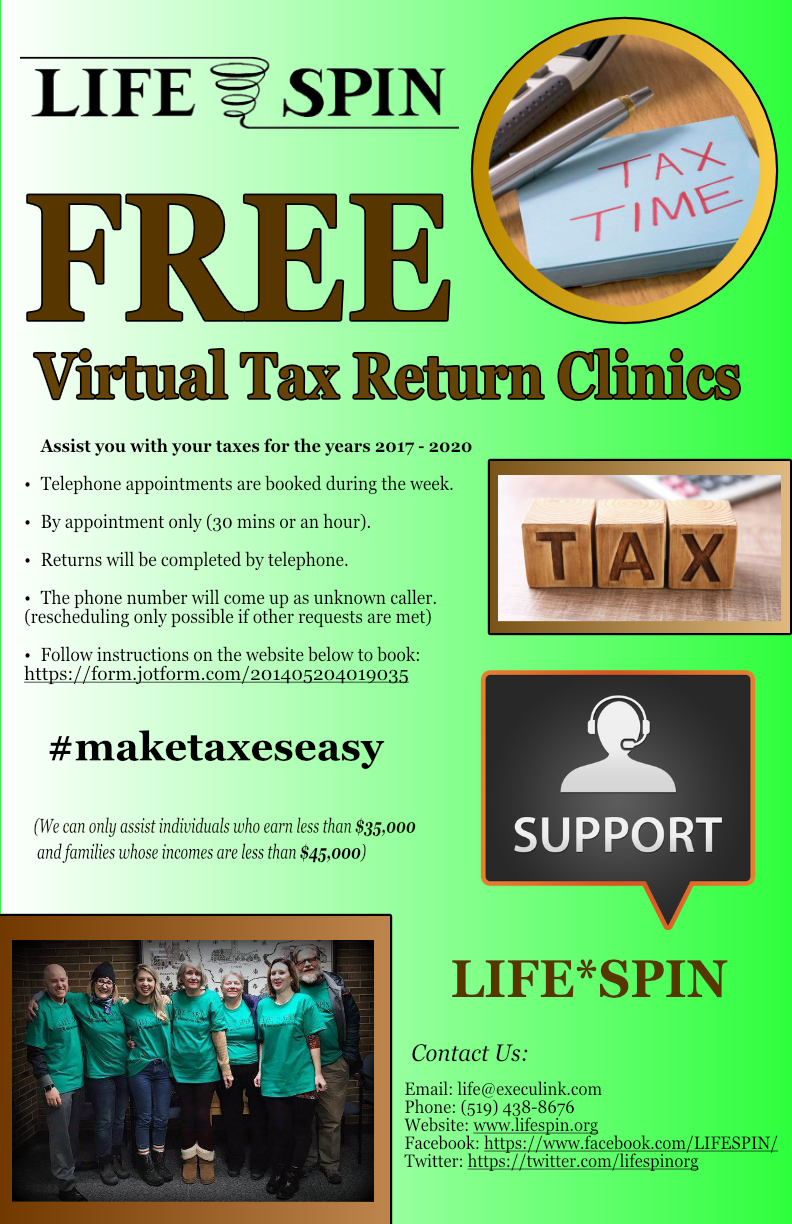 LIFE SPIN
TAX
TIME
FREE
Virtual Tax Return Clinics
Assist you with your taxes for the years 2017 - 2020
• Telephone appointments are booked during the week.
• By appointment only (30 mins or an hour).
• Returns will be completed by telephone.
• The phone number will come up as unknown caller.
(rescheduling only possible if other requests are met)
• Follow instructions on the website below to book:
https://form.jotform.com/201405204019035
TAX
#maketaxeseasy
SUPPORT
(We can only assist individuals who earn less than $35,000
and families whose incomes are less than $45,000)
LIFE*SPIN
Contact Us:
Email: life@execulink.com
Phone: (519) 438-8676
Website: www.lifespin.org
Facebook: https://www.facebook.com/LIFESPIN/
Twitter: https://twitter.com/lifespinorg